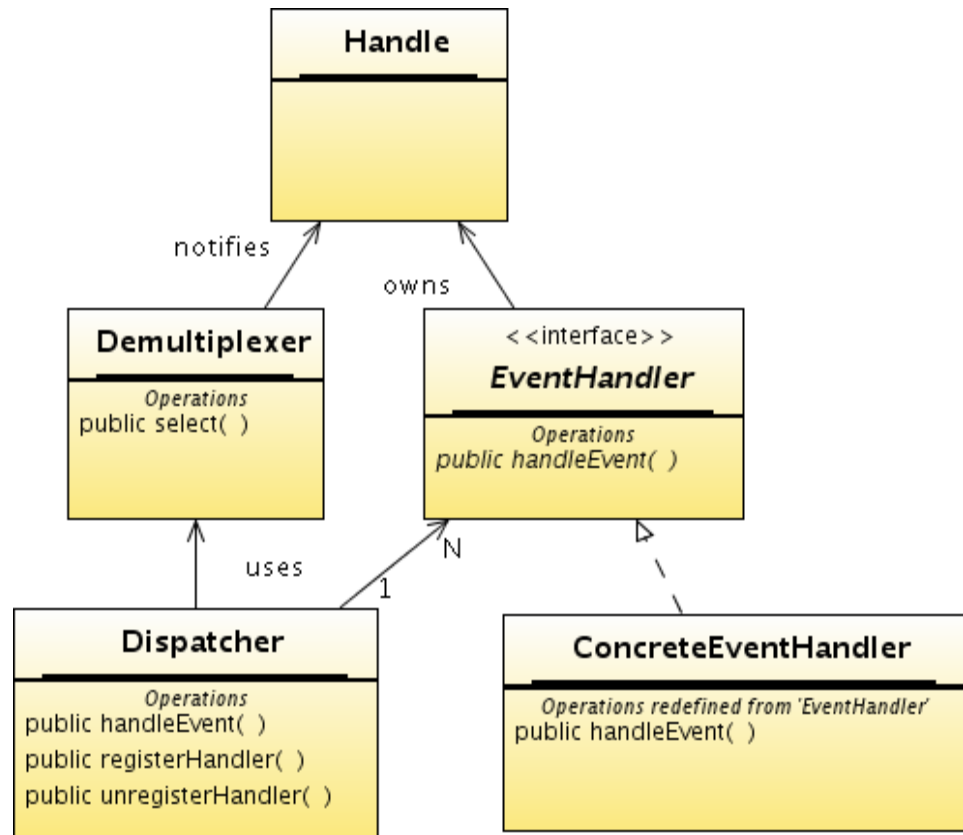 Handle
notifies
owns
Demultiplexer
Operations
public select( )
<<interface>>
EventHandler
Operations
public handleEvent( )
uses
1
N
Dispatcher
Operations
public handleEvent( )
public registerHandler( )
public unregisterHandler( )
ConcreteEventHandler
Operations redefined from 'EventHandler'
public handleEvent( )